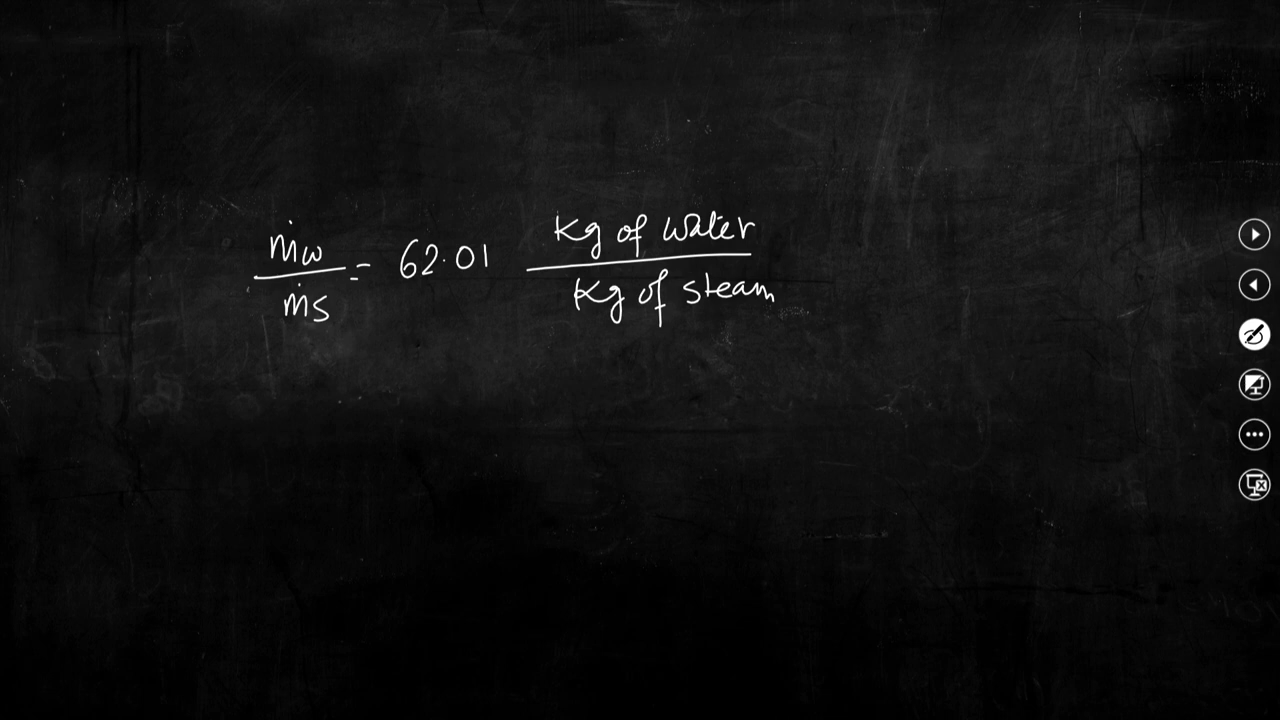 ṁw/ṁs = 62.01 kg of water/kg of steam